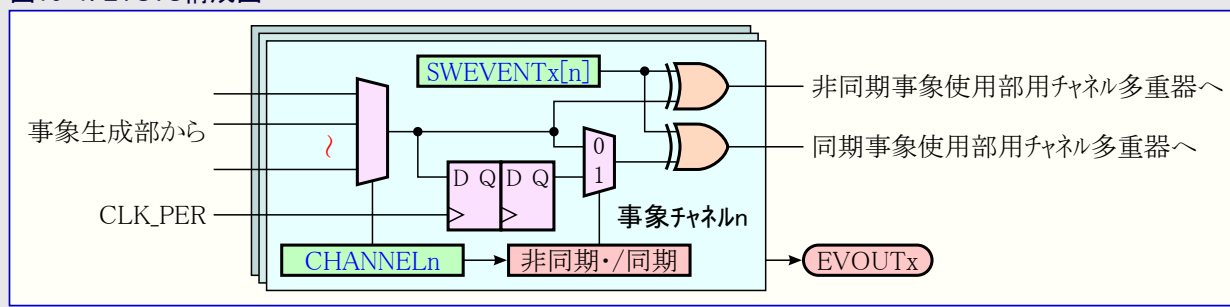 SWEVENTx[n]
非同期事象使用部用チャネル多重器へ
事象生成部から
~
0
1
同期事象使用部用チャネル多重器へ
D Q
D Q
CLK_PER
事象チャネルn
CHANNELn
非同期・/同期
EVOUTx